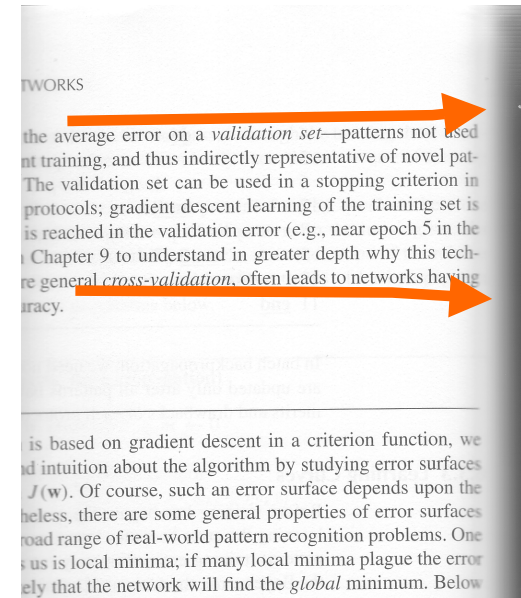 TWORKS
the average error on a validation set—patterns not used
nt training, and thus indirectly representative of novel pat-
The validation set can be used in a stopping criterion in
protocols; gradient descent learning of the training set is
is reached in the validation error (e.g., near epoch 5 in the
Chapter 9 to understand in greater depth why this tech-
re general cross-validation, often leads to networks having
uracy.
is based on gradient descent in a criterion function, we
nd intuition about the algorithm by studying error surfaces
J(w). Of course, such an error surface depends upon the
heless, there are some general properties of error surfaces
road range of real-world pattern recognition problems. One
s us is local minima; if many local minima plague the error
ely that the network will find the global minimum. Below